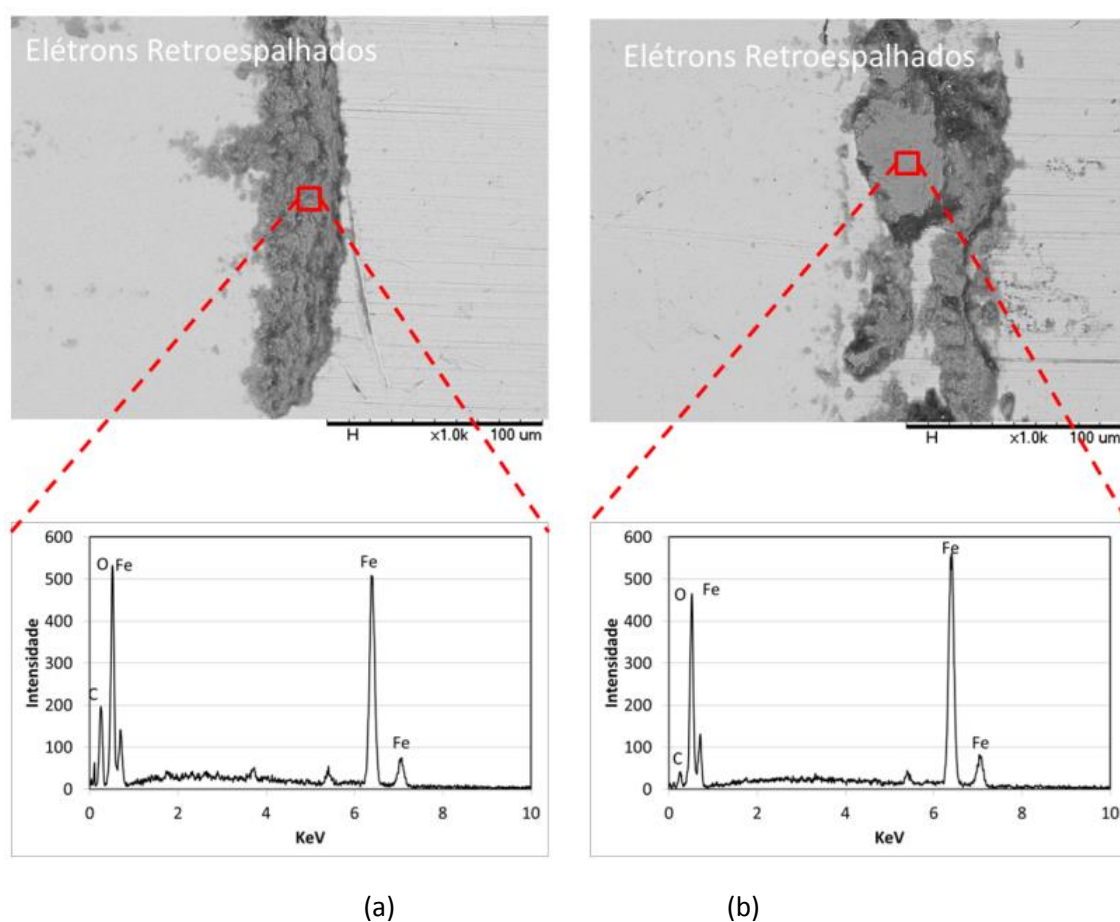 Elétrons Retroespalhados
Elétrons Retroespalhados
H x1.0k 100 um
H x1.0k 100 um
600
500
400
300
200
100
0
Intensidade
C
O Fe
Fe
Fe
0 2 4 6 8 10
KeV
600
500
400
300
200
100
0
Intensidade
C
O Fe
Fe
Fe
0 2 4 6 8 10
KeV
(a) (b)